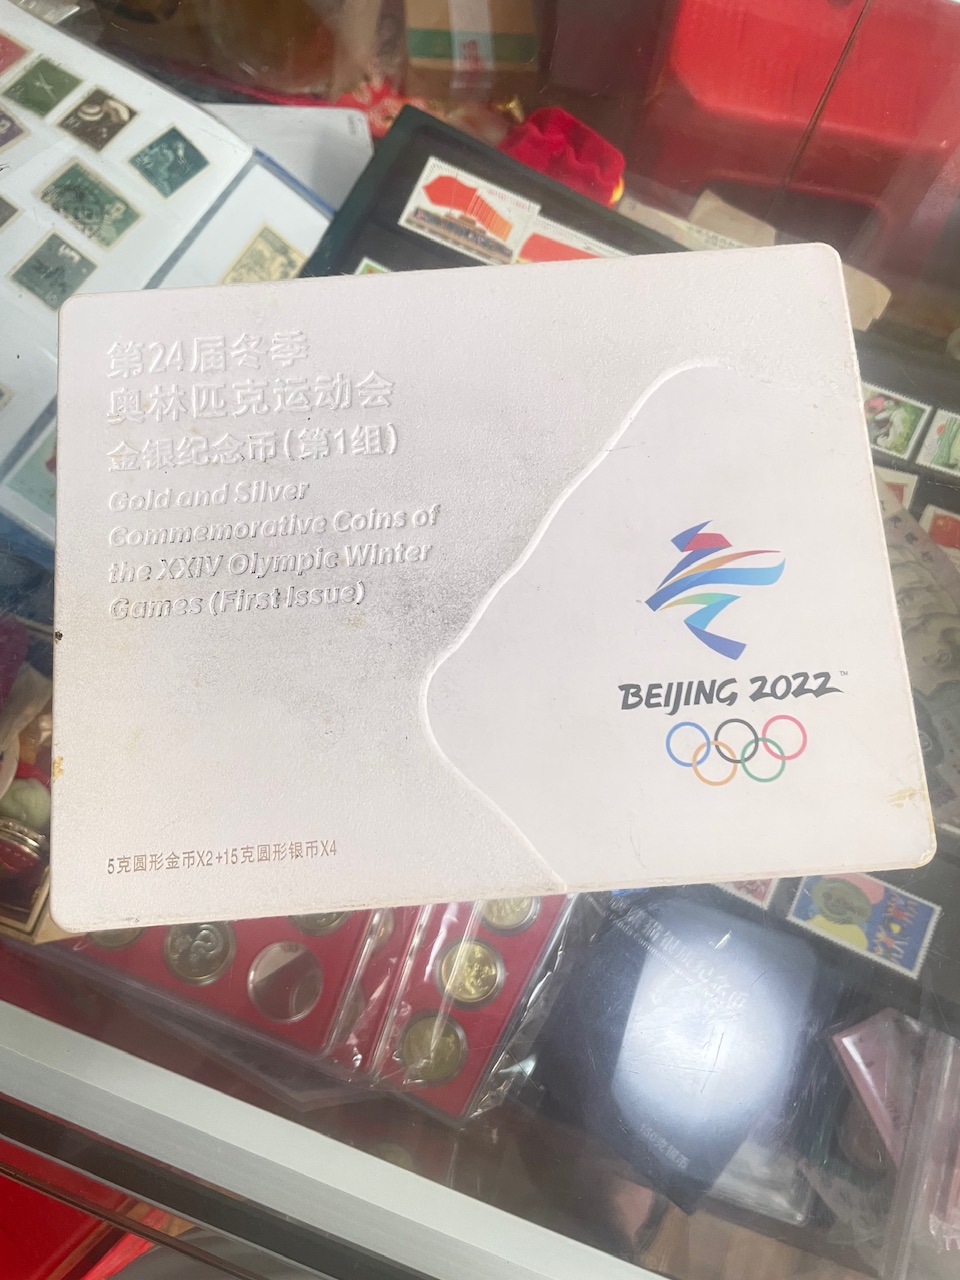 第24届冬季
奥林匹克运动会
金银纪念币(第1组)
Gold and Silver
Commemorative Coins of
the XXIV Olympic Winter
Games (First Issue)
BEIJING 2022™
5克圆形金币X2+15克圆形银币X4